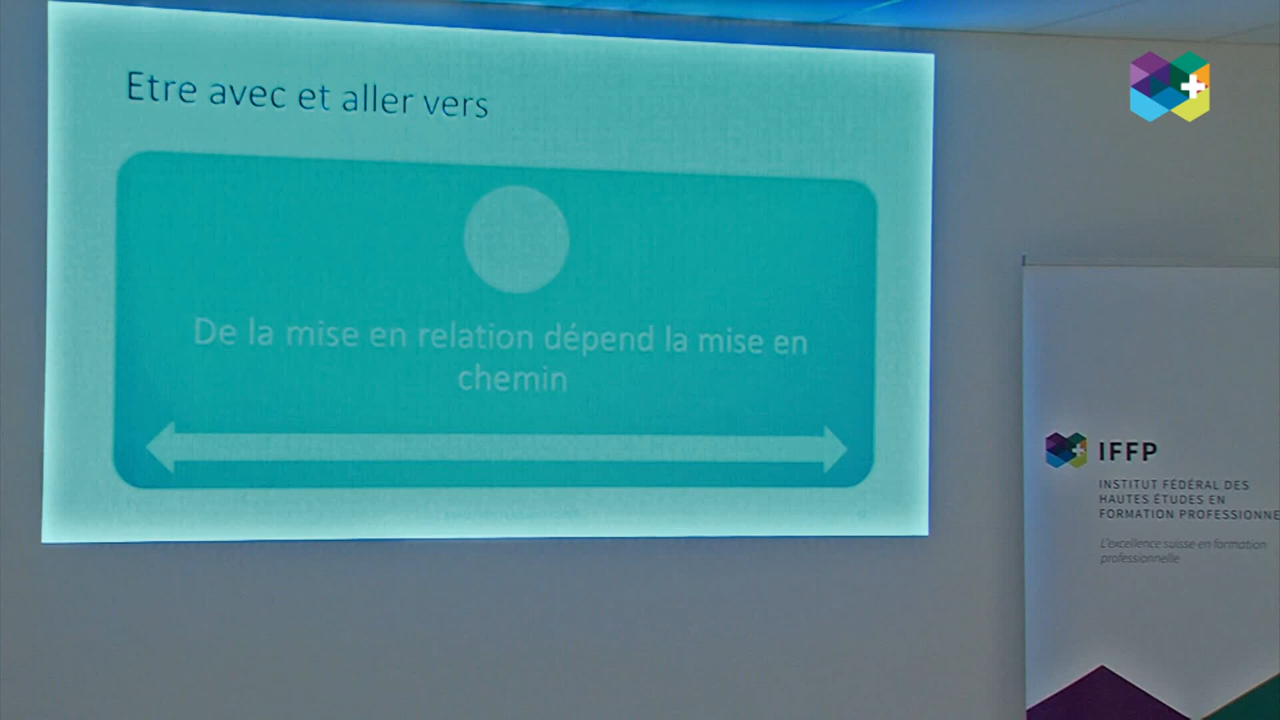 Etre avec et aller vers
De la mise en relation dépend la mise en
chemin
IFFP
INSTITUT FÉDÉRAL DES
HAUTES ÉTUDES EN
FORMATION PROFESSIONNE
L'excellence suisse en formation
professionnelle